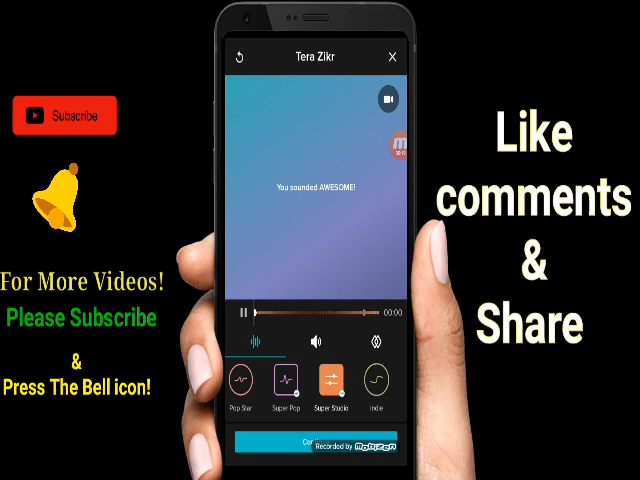 Tera Zikr
Subscribe
You sounded AWESOME!
For More Videos!
Please Subscribe
&
Press The Bell icon!
Like
comments
&
Share
00:00
Pop Star
Super Pop
Super Studio
Indie
Recorded by mobizen